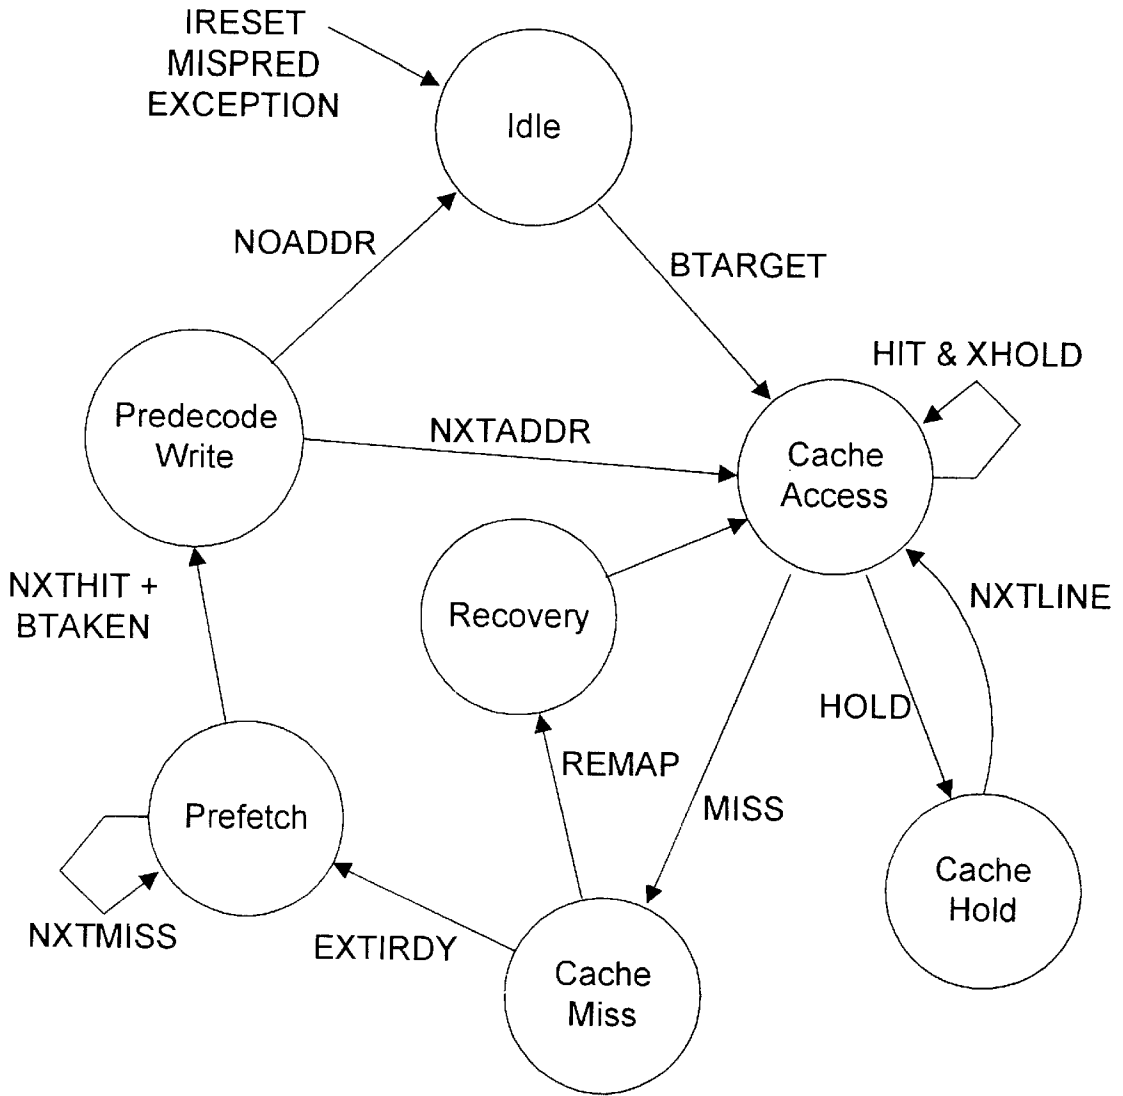 IRESET
MISPRED
EXCEPTION
Idle
NOADDR
BTARGET
HIT & XHOLD
Predecode
Write
NXTADDR
Cache
Access
NXTHIT +
BTAKEN
Recovery
NXTLINE
HOLD
REMAP
MISS
Prefetch
Cache
Hold
NXTMISS
EXTIRDY
Cache
Miss